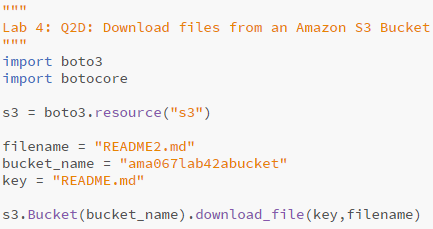 """
Lab 4: Q2D: Download files from an Amazon S3 Bucket
"""
import boto3
import botocore
s3 = boto3.resource("s3")
filename = "README2.md"
bucket_name = "ama067lab42abucket"
key = "README.md"
s3.Bucket(bucket_name).download_file(key,filename)